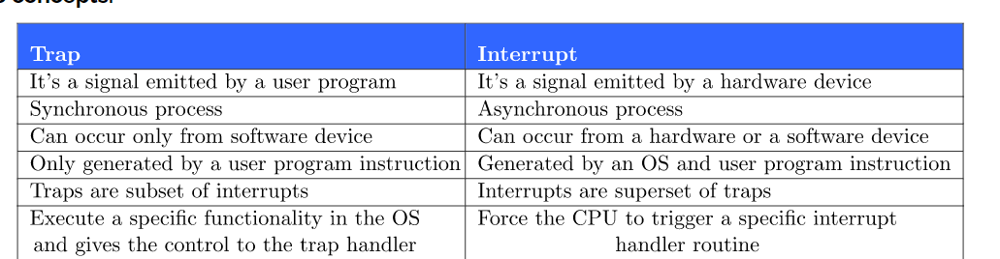 concepts.
Trap Interrupt
It's a signal emitted by a user program It's a signal emitted by a hardware device
Synchronous process Asynchronous process
Can occur only from software device Can occur from a hardware or a software device
Only generated by a user program instruction Generated by an OS and user program instruction
Traps are subset of interrupts Interrupts are superset of traps
Execute a specific functionality in the OS Force the CPU to trigger a specific interrupt
and gives the control to the trap handler handler routine